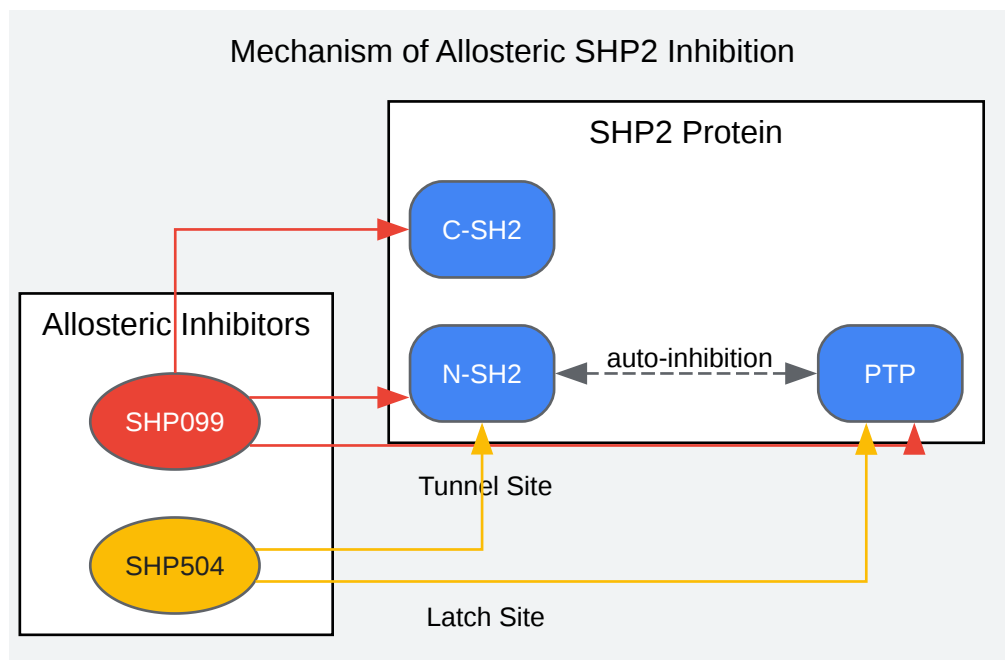 Mechanism of Allosteric SHP2 Inhibition
SHP2 Protein
C-SH2
Allosteric Inhibitors
N-SH2
auto-inhibition
PTP
SHP099
Tunnel Site
SHP504
Latch Site